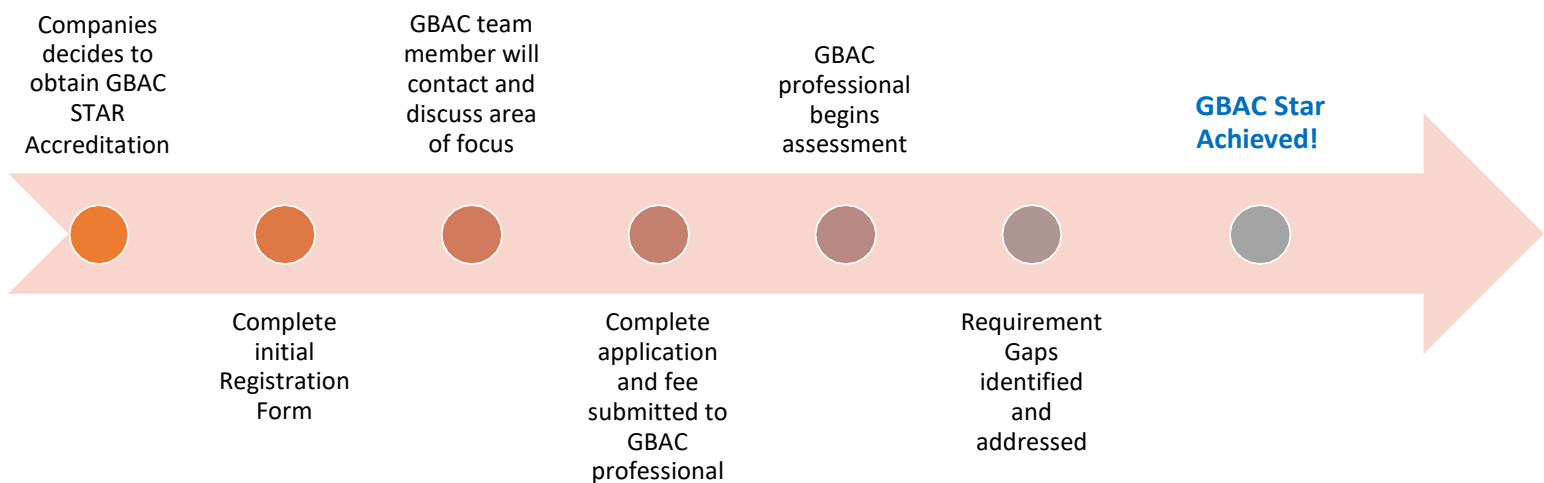 Companies
decides to
obtain GBAC
STAR
Accreditation
Complete
initial
Registration
Form
GBAC team
member will
contact and
discuss area
of focus
Complete
application
and fee
submitted to
GBAC
professional
GBAC
professional
begins
assessment
Requirement
Gaps
identified
and
addressed
GBAC Star
Achieved!